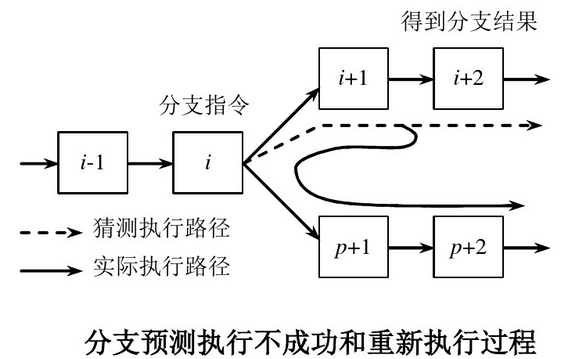 得到分支结果
i+1
i+2
分支指令
i-1
i
猜测执行路径
实际执行路径
p+1
p+2
分支预测执行不成功和重新执行过程